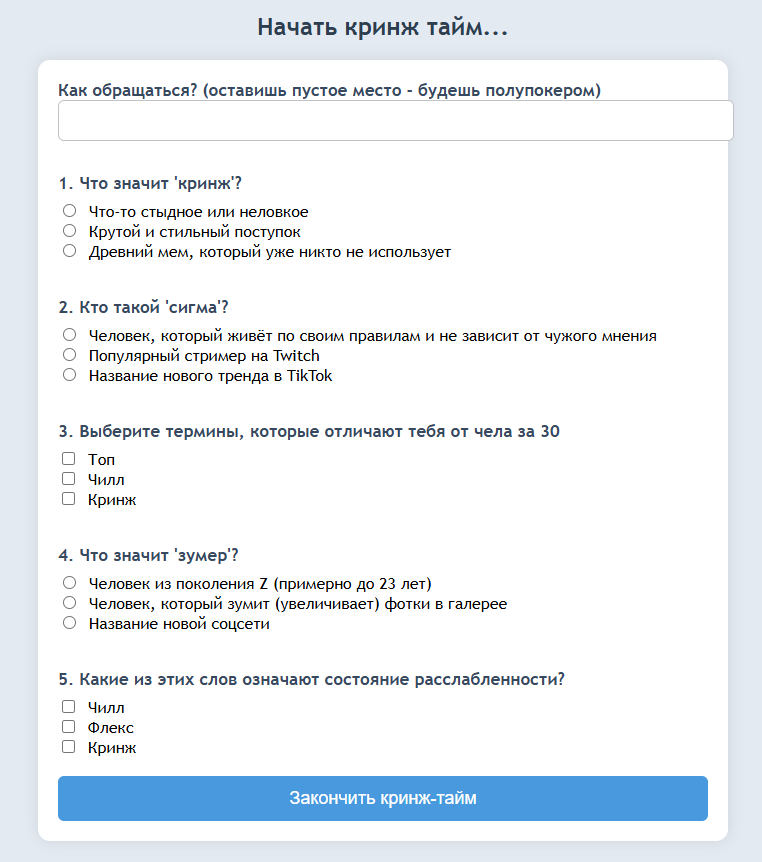 Начать кринж тайм...
Как обращаться? (оставишь пустое место - будешь полупокером)
1. Что значит 'кринж'?
Что-то стыдное или неловкое
Крутой и стильный поступок
Древний мем, который уже никто не использует
2. Кто такой 'сигма'?
Человек, который живёт по своим правилам и не зависит от чужого мнения
Популярный стример на Twitch
Название нового тренда в TikTok
3. Выберите термины, которые отличают тебя от чела за 30
Топ
Чилл
Кринж
4. Что значит 'зумер'?
Человек из поколения Z (примерно до 23 лет)
Человек, который зумит (увеличивает) фотки в галерее
Название новой соцсети
5. Какие из этих слов означают состояние расслабленности?
Чилл
Флекс
Кринж
Закончить кринж-тайм